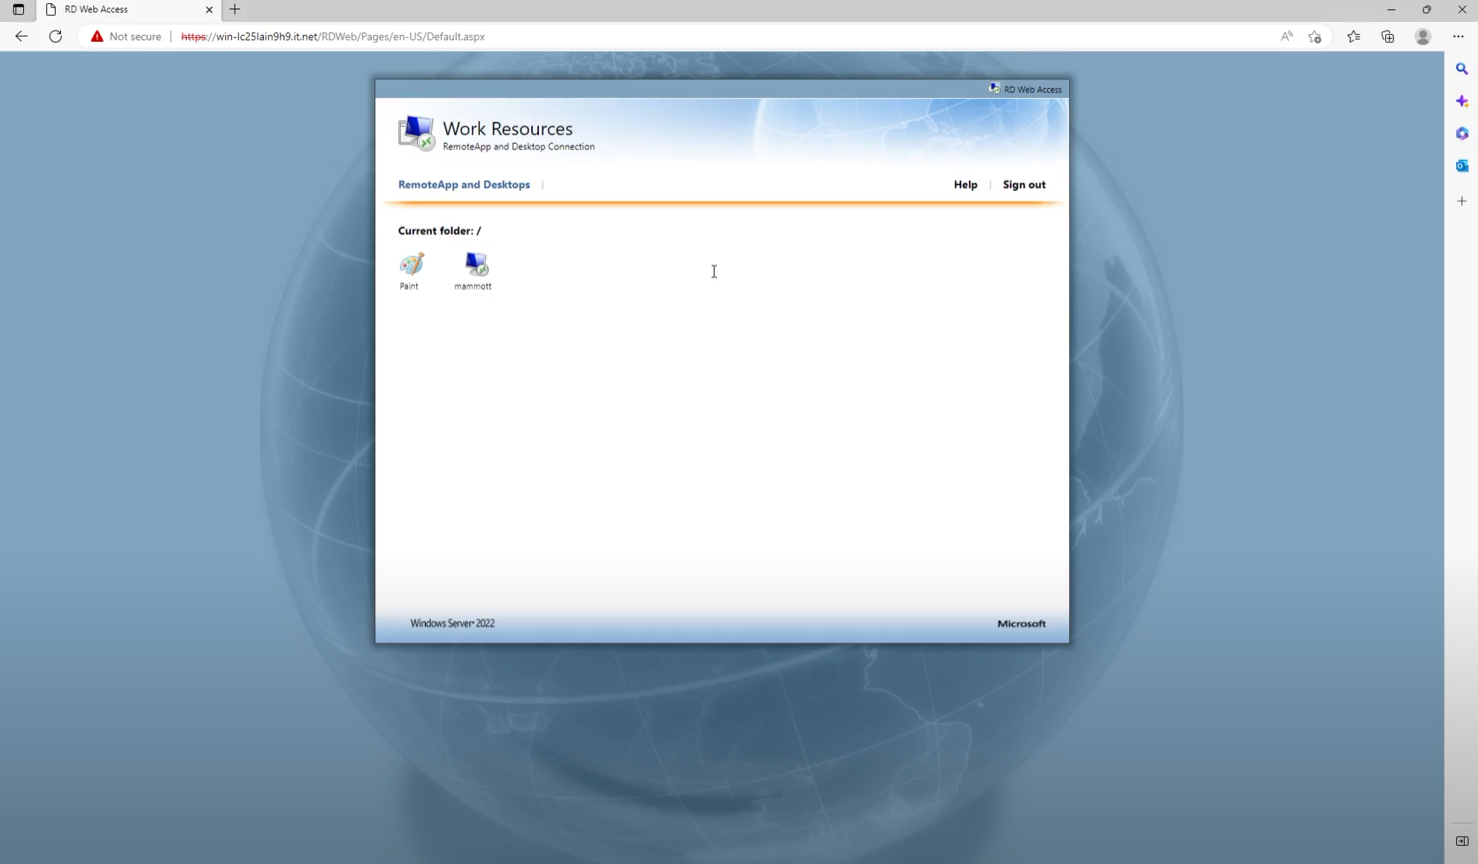 RD Web Access
Not secure | https://win-lc25lain9h9.it.net/RDWeb/Pages/en-US/Default.aspx
RD Web Access
Work Resources
RemoteApp and Desktop Connection
RemoteApp and Desktops | Help | Sign out
Current folder: /
Paint mammott
Windows Server 2022 Microsoft